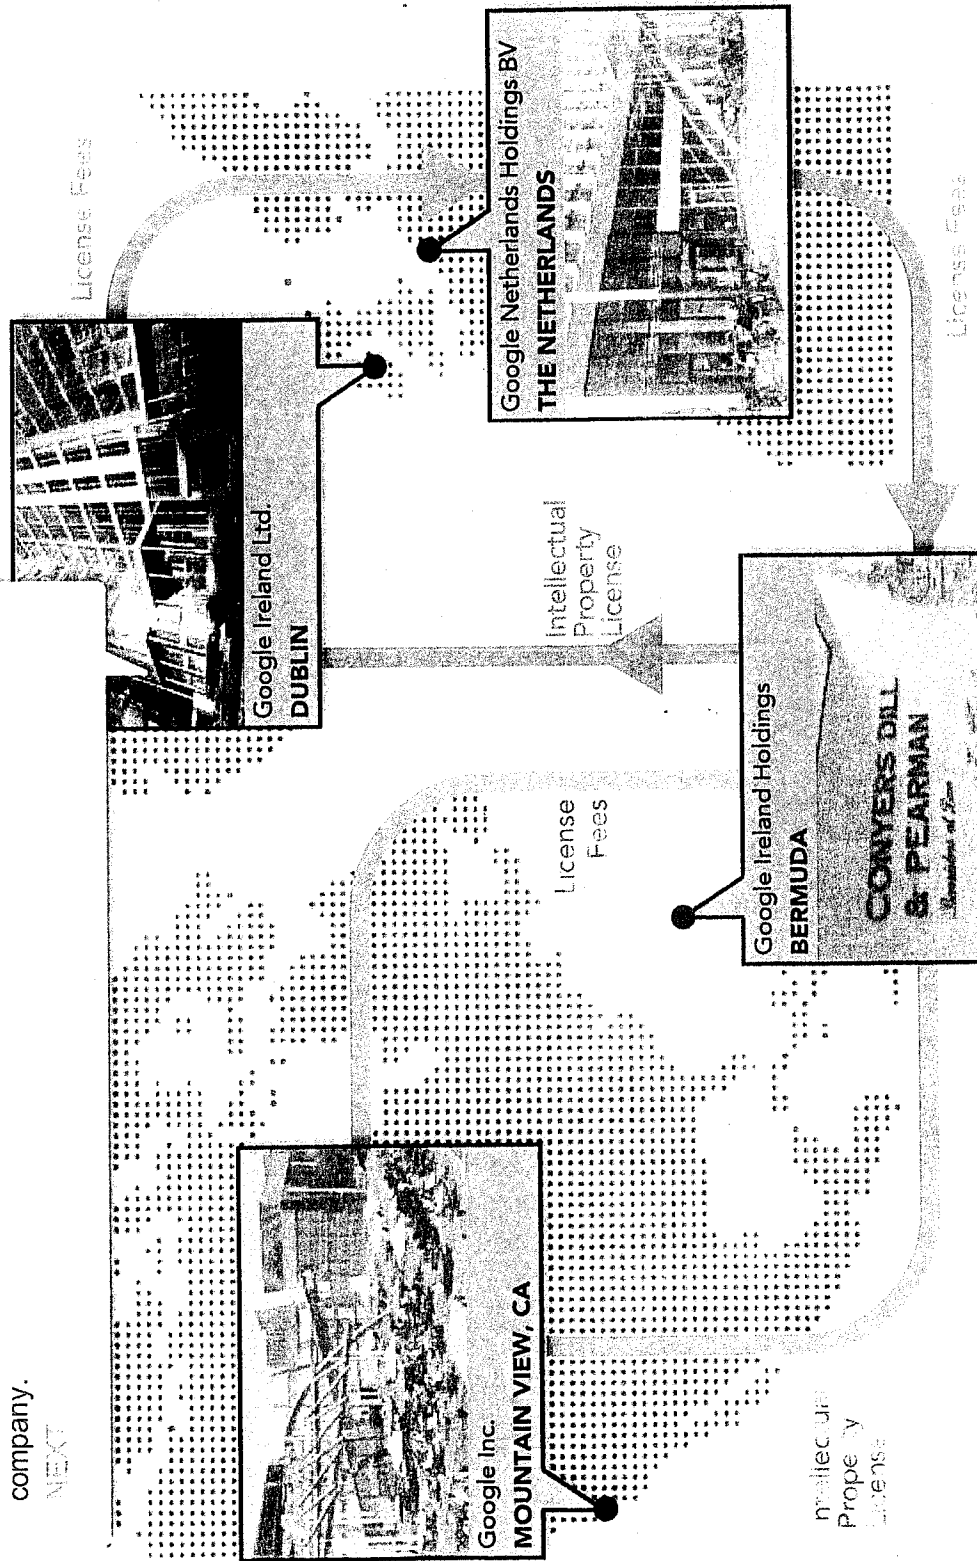 company.
NEXT
License Fees
Google Ireland Ltd.
DUBLIN
Google Netherlands Holdings BV
THE NETHERLANDS
Intellectual
Property
License
License
Fees
Google Inc.
MOUNTAIN VIEW, CA
Google Ireland Holdings
BERMUDA
CONYERS DILL
& PEARMAN
License Fees